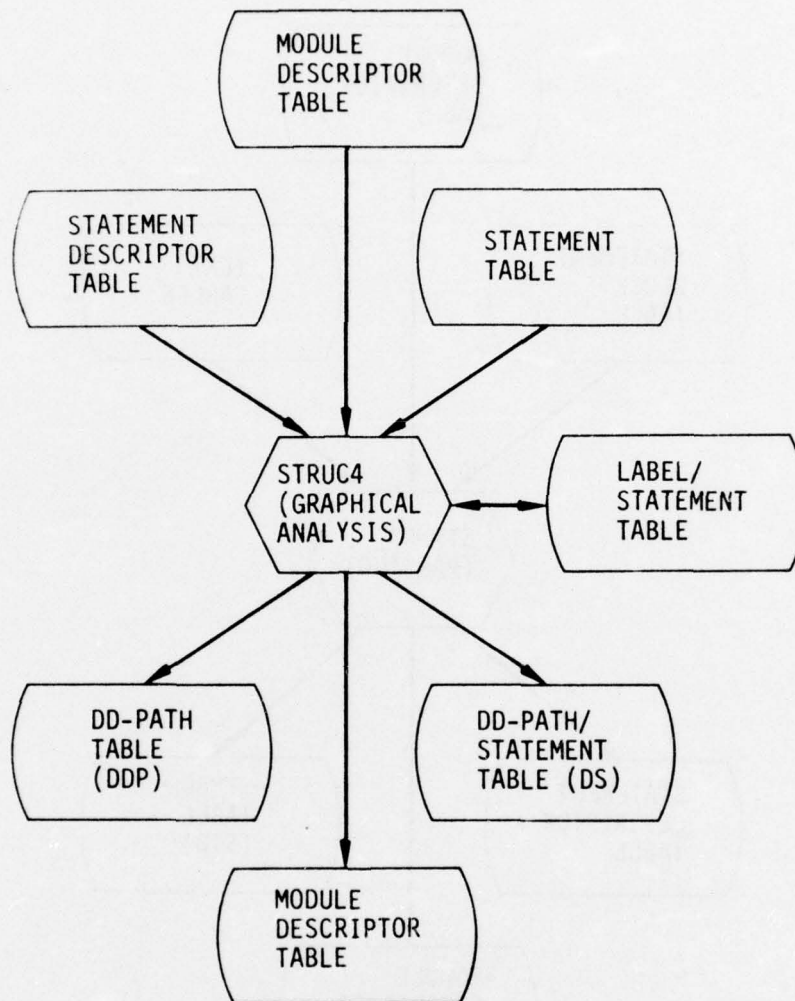 MODULE
DESCRIPTOR
TABLE
STATEMENT
DESCRIPTOR
TABLE
STATEMENT
TABLE
STRUC4
(GRAPHICAL
ANALYSIS)
LABEL/
STATEMENT
TABLE
DD-PATH
TABLE
(DDP)
DD-PATH/
STATEMENT
TABLE (DS)
MODULE
DESCRIPTOR
TABLE